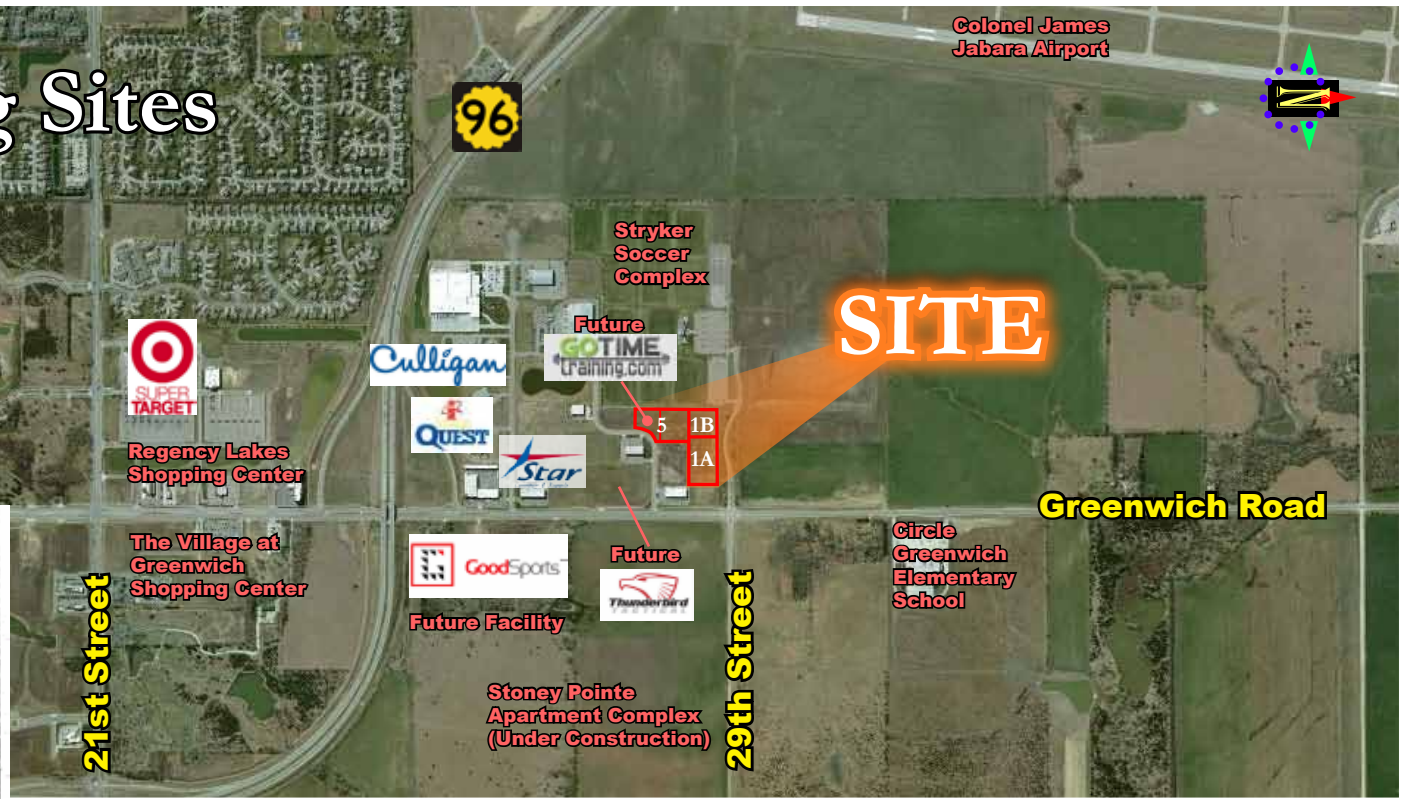 g Sites
Colonel James
Jabara Airport
N
96
Stryker
Soccer
Complex
SITE
Future
GOTIME
training.com
Culligan
SUPER
TARGET
QUEST
Star
5
1B
1A
Regency Lakes
Shopping Center
Greenwich Road
The Village at
Greenwich
Shopping Center
GoodSports
Future Facility
Future
Thunderbird
TACTICAL
Circle
Greenwich
Elementary
School
21st Street
29th Street
Stoney Pointe
Apartment Complex
(Under Construction)